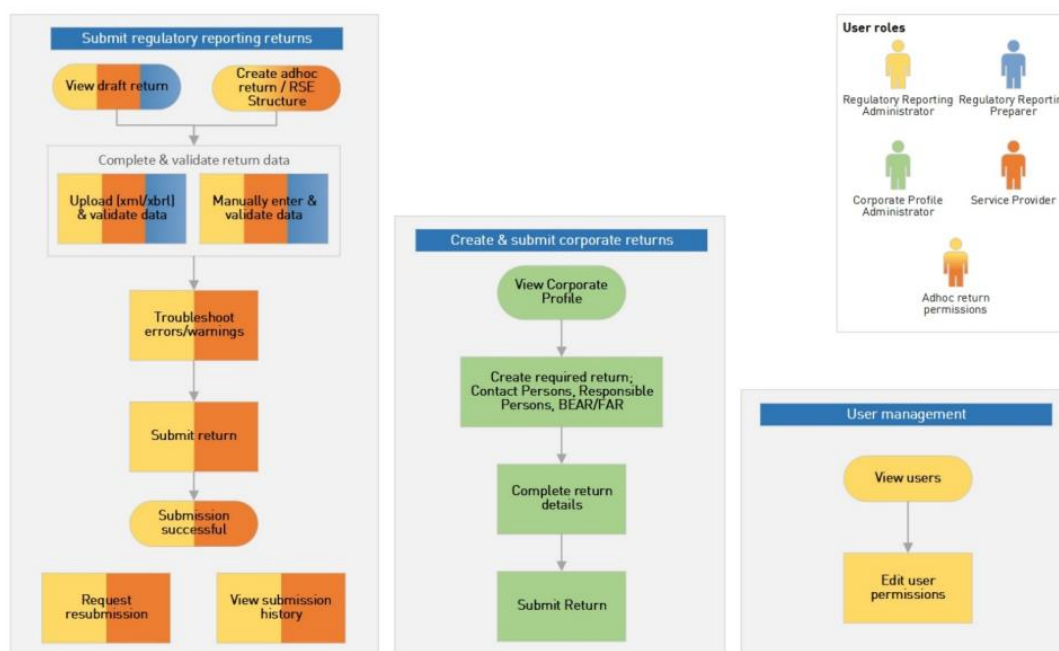 Submit regulatory reporting returns
View draft return
Create adhoc
return / RSE
Structure
Complete & validate return data
Upload (xml/xbrl)
& validate data
Manually enter &
validate data
Troubleshoot
errors/warnings
Submit return
Submission
successful
Request
resubmission
View submission
history
Create & submit corporate returns
View Corporate
Profile
Create required return;
Contact Persons, Responsible
Persons, BEAR/FAR
Complete return
details
Submit Return
User roles
Regulatory Reporting
Administrator
Regulatory Reportin
Preparer
Corporate Profile
Administrator
Service Provider
Adhoc return
permissions
User management
View users
Edit user
permissions